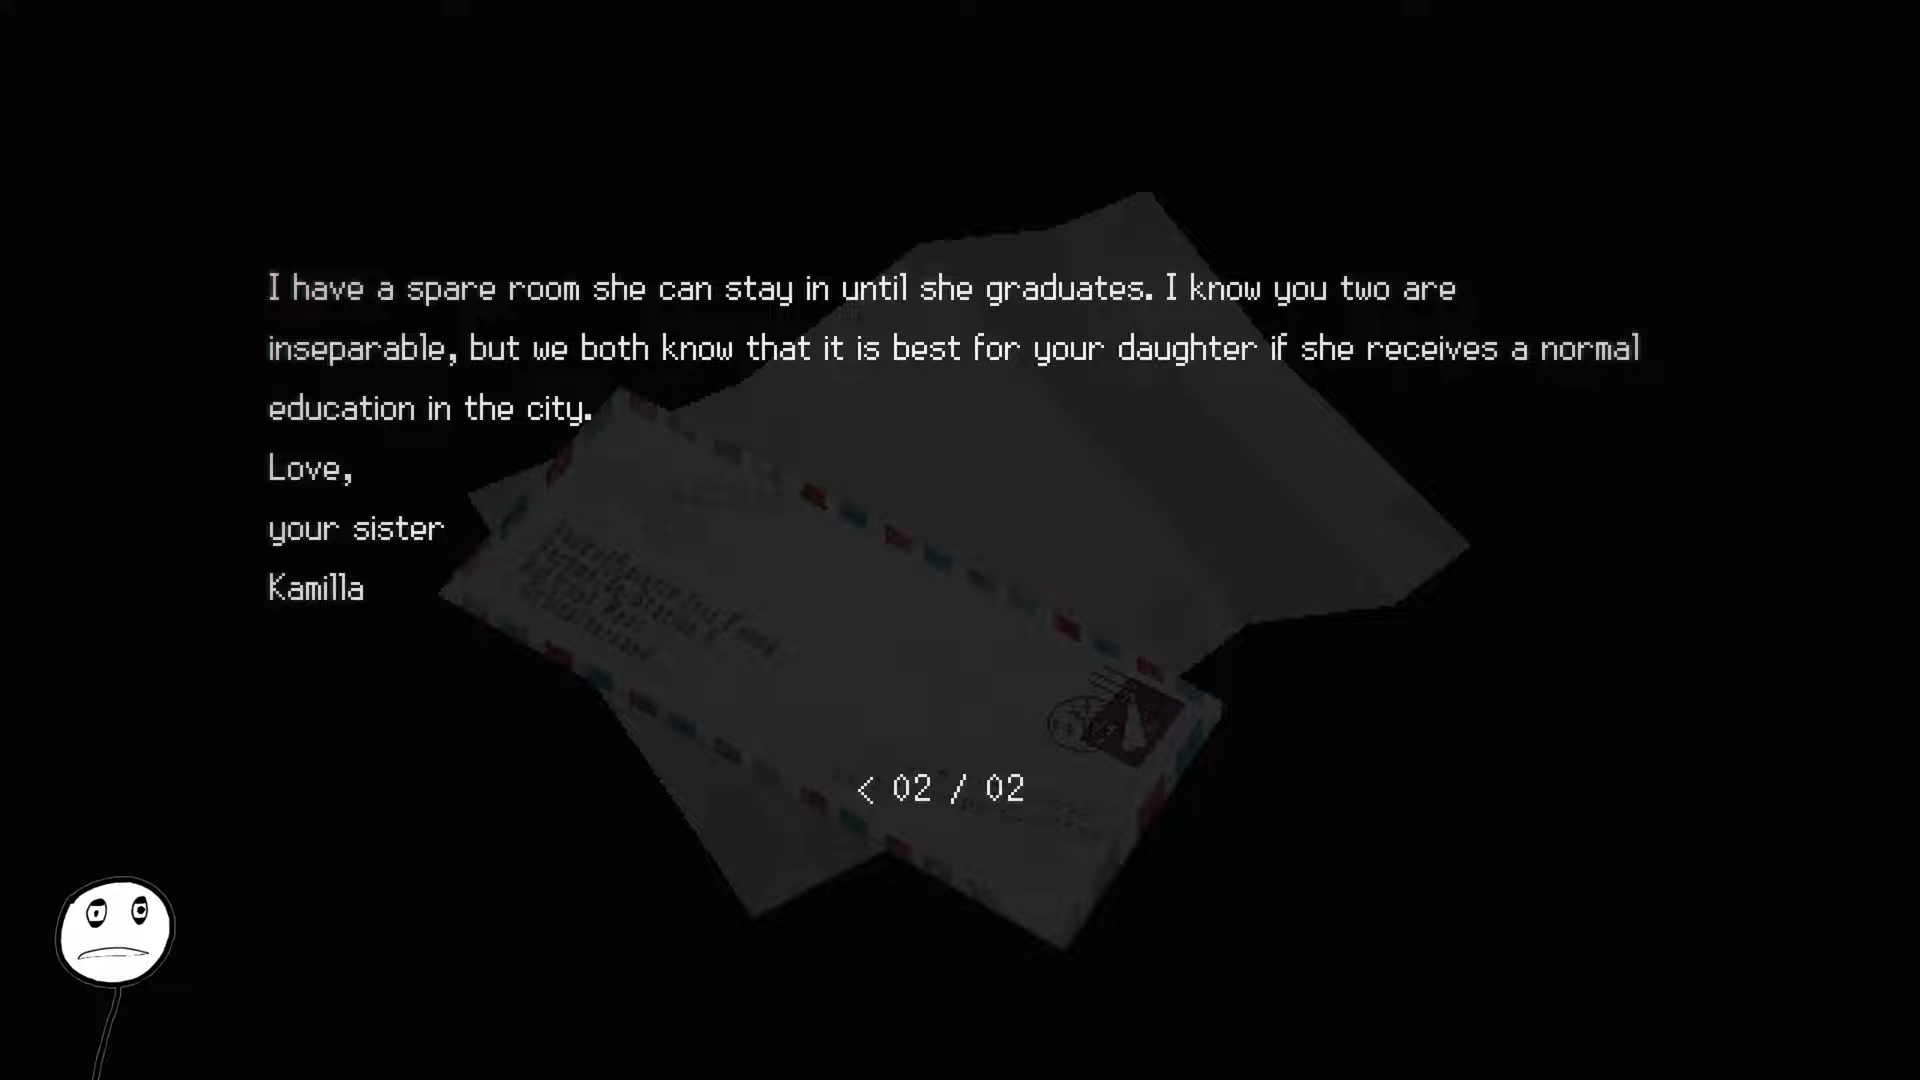 I have a spare room she can stay in until she graduates. I know you two are
inseparable, but we both know that it is best for your daughter if she receives a normal
education in the city.
Love,
your sister
Kamilla
< 02 / 02